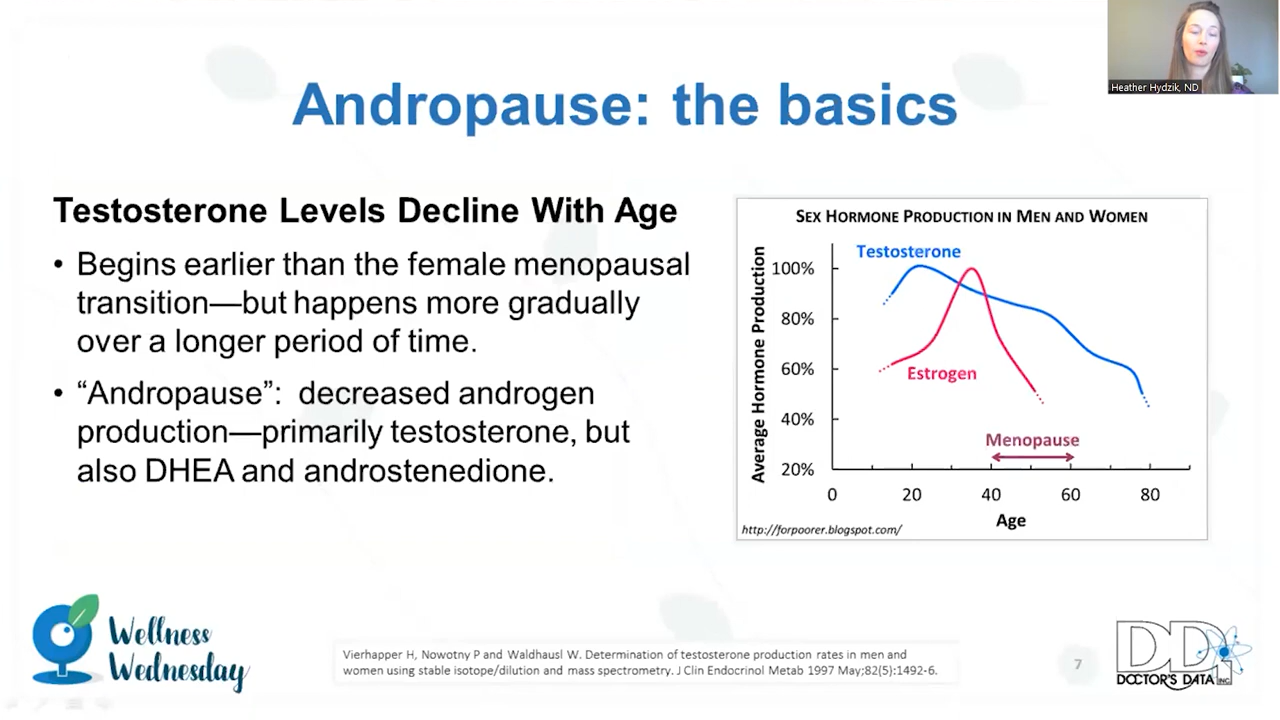 Heather Hydzik, ND
Andropause: the basics
Testosterone Levels Decline With Age
• Begins earlier than the female menopausal
transition—but happens more gradually
over a longer period of time.
• “Andropause”:  decreased androgen
production—primarily testosterone, but
also DHEA and androstenedione.
SEX HORMONE PRODUCTION IN MEN AND WOMEN
Average Hormone Production
100%
80%
60%
40%
20%
Testosterone
Estrogen
Menopause
0 20 40 60 80
Age
http://forpoorer.blogspot.com/
Wellness
Wednesday
Vierhapper H, Nowotny P and Waldhausl W. Determination of testosterone production rates in men and
women using stable isotope/dilution and mass spectrometry. J Clin Endocrinol Metab 1997 May;82(5):1492-6.
7
DDI
DOCTOR'S DATA INC.